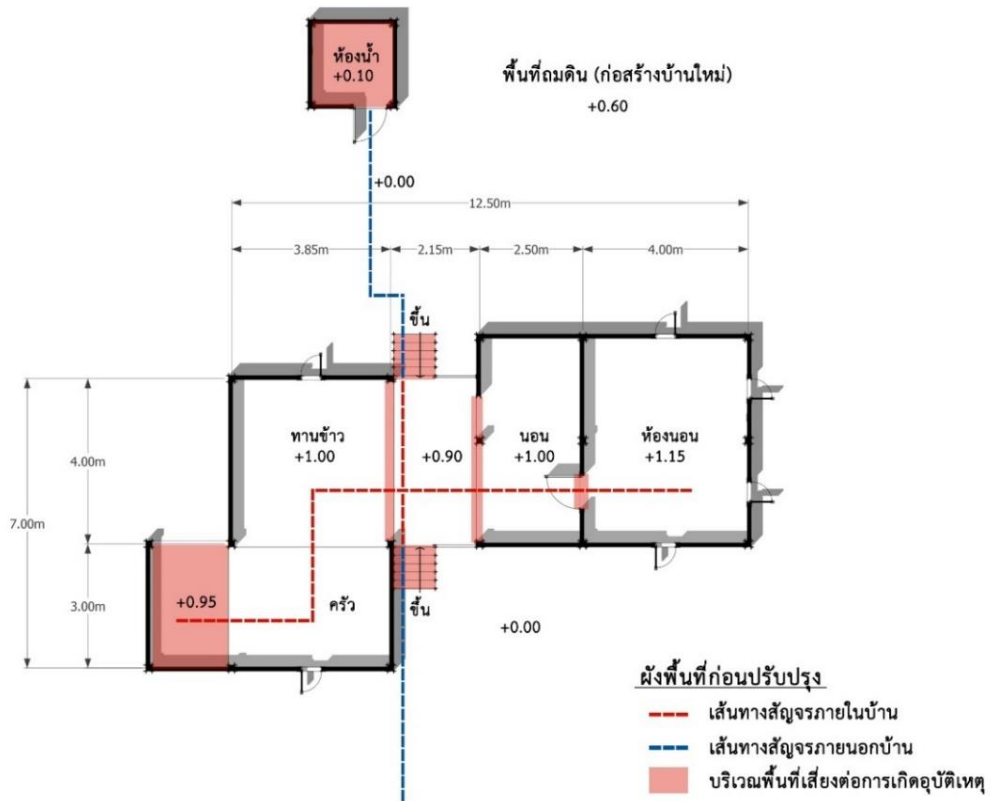 ห้องน้ำ
+0.10
พื้นที่ถมดิน (ก่อสร้างบ้านใหม่)
+0.60
+0.00
12.50m
3.85m
2.15m
2.50m
4.00m
ขึ้น
ทานข้าว
+1.00
+0.90
นอน
+1.00
ห้องนอน
+1.15
4.00m
7.00m
3.00m
+0.95
ครัว
ขึ้น
+0.00
ผังพื้นที่ก่อนปรับปรุง
เส้นทางสัญจรภายในบ้าน
เส้นทางสัญจรภายนอกบ้าน
บริเวณพื้นที่เสี่ยงต่อการเกิดอุบัติเหตุ